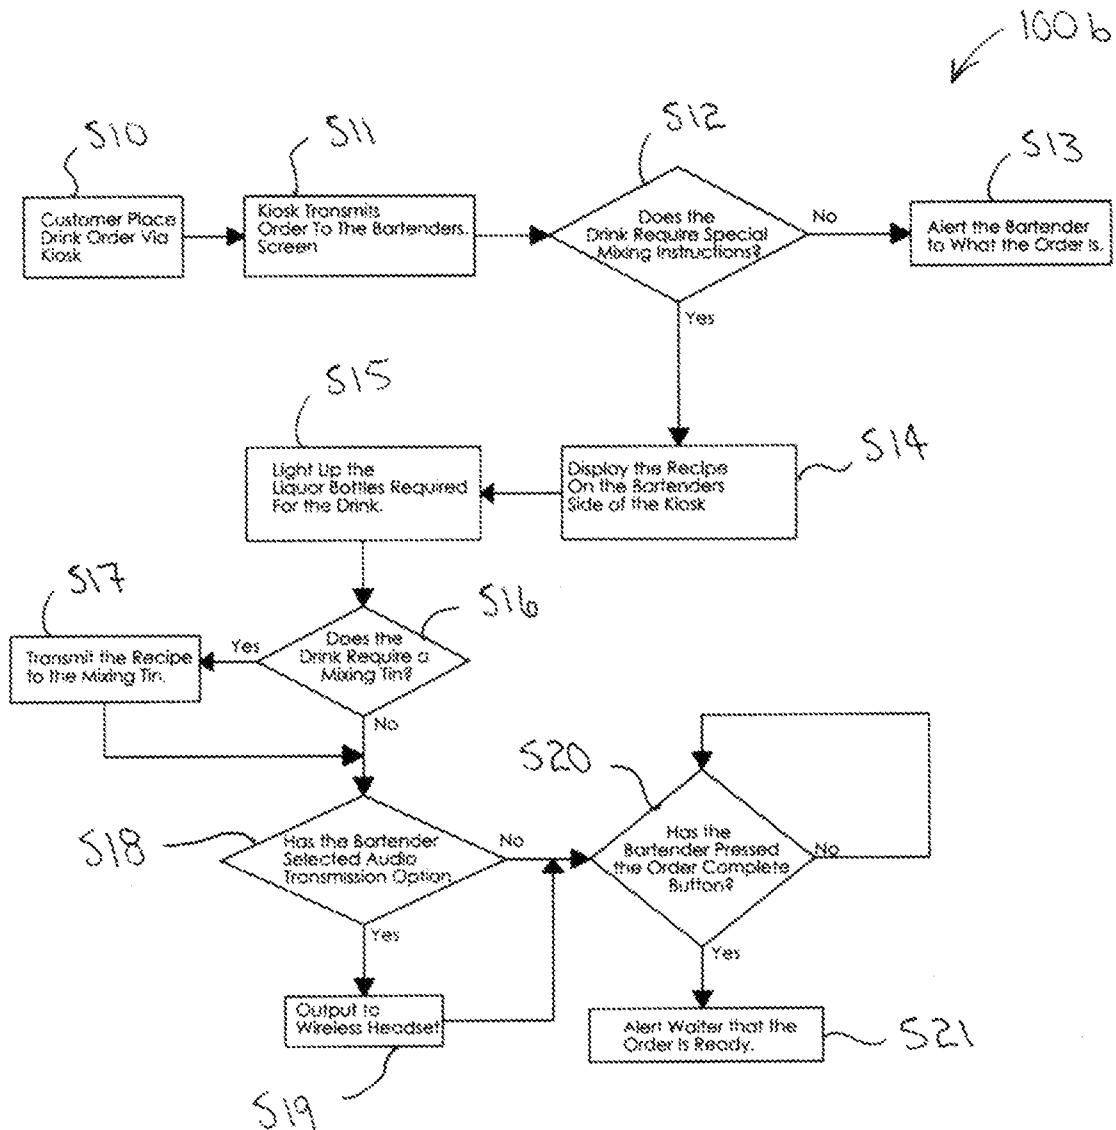 100b
S10
Customer Place
Drink Order Via
Kiosk
S11
Kiosk Transmits
Order To The Bartenders.
Screen
S12
Does the
Drink Require Special
Mixing Instructions?
No
S13
Alert the Bartender
to What the Order is.
Yes
S14
Display the Recipe
On the Bartenders
Side of the Kiosk
S15
Light Up the
Liquor Bottles Required
For the Drink.
S16
Does the
Drink Require a
Mixing Tin?
Yes
S17
Transmit the Recipe
to the Mixing Tin.
No
S18
Has the Bartender
Selected Audio
Transmission Option
No
Yes
S19
Output to
Wireless Headset
S20
Has the
Bartender Pressed
the Order Complete
Button?
No
Yes
S21
Alert Waiter that the
Order is Ready.